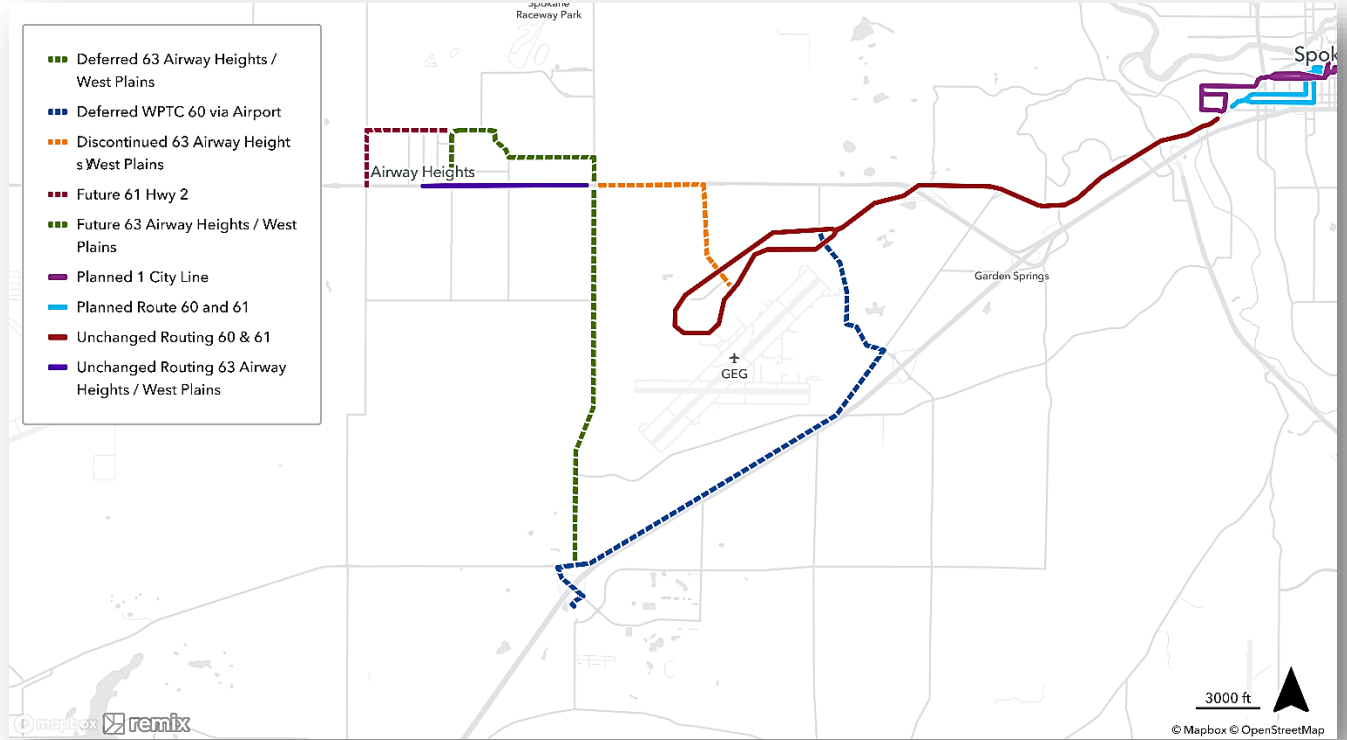 Spokane
Raceway Park
Spok
Deferred 63 Airway Heights /
West Plains
Deferred WPTC 60 via Airport
Discontinued 63 Airway Height
s West Plains
Future 61 Hwy 2
Future 63 Airway Heights / West
Plains
Planned 1 City Line
Planned Route 60 and 61
Unchanged Routing 60 & 61
Unchanged Routing 63 Airway
Heights / West Plains
Airway Heights
Garden Springs
GEG
3000 ft
mapbox remix
© Mapbox © OpenStreetMap